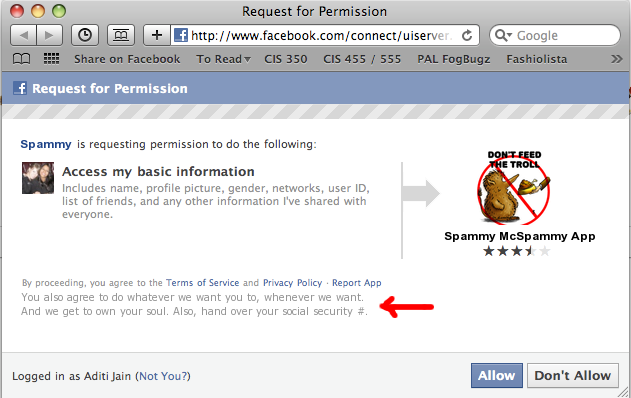 Request for Permission
http://www.facebook.com/connect/uiserver.
Google
Share on Facebook To Read CIS 350 CIS 455 / 555 PAL FogBugz Fashiolista
Request for Permission
Spammy is requesting permission to do the following:
Access my basic information
Includes name, profile picture, gender, networks, user ID,
list of friends, and any other information I've shared with
everyone.
DON'T FEED
THE TROLL
Spammy McSpammy App
By proceeding, you agree to the Terms of Service and Privacy Policy · Report App
You also agree to do whatever we want you to, whenever we want.
And we get to own your soul. Also, hand over your social security #.
Logged in as Aditi Jain (Not You?)
Allow
Don't Allow